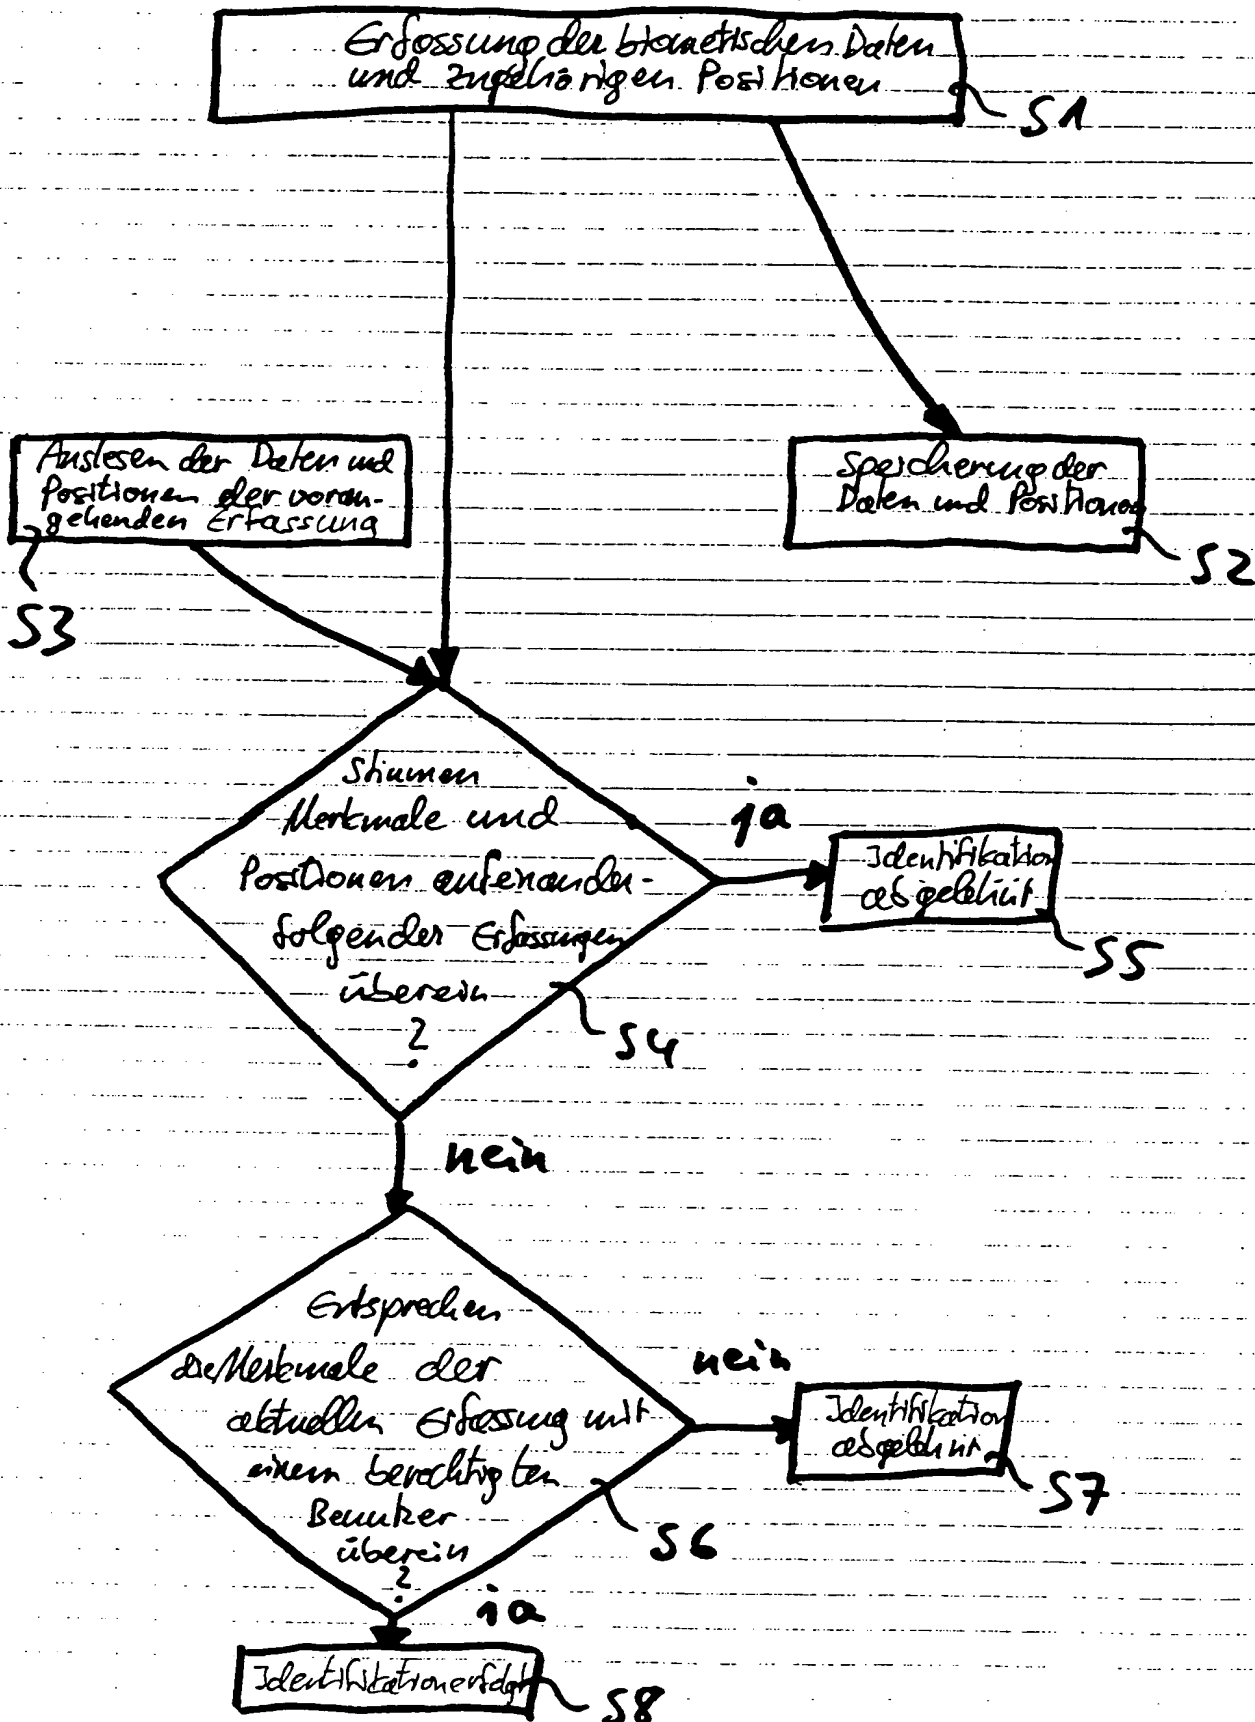 Erfassung der biometischen Daten
und zugehörigen Positionen
S1
Auslesen der Daten und
Positionen der voran-
gehenden Erfassung
S3
Speicherung der
Daten und Positionen
S2
Stimmen
Merkmale und
Positionen aufeinander-
folgender Erfassungen
überein
?
S4
ja
Identifikation
abgelehnt
S5
nein
Entsprechen
die Merkmale der
aktuellen Erfassung mit
einem berechtigten
Benutzer
überein
?
S6
nein
Identifikation
abgelehnt
S7
ja
Identifikation erfolgt
S8